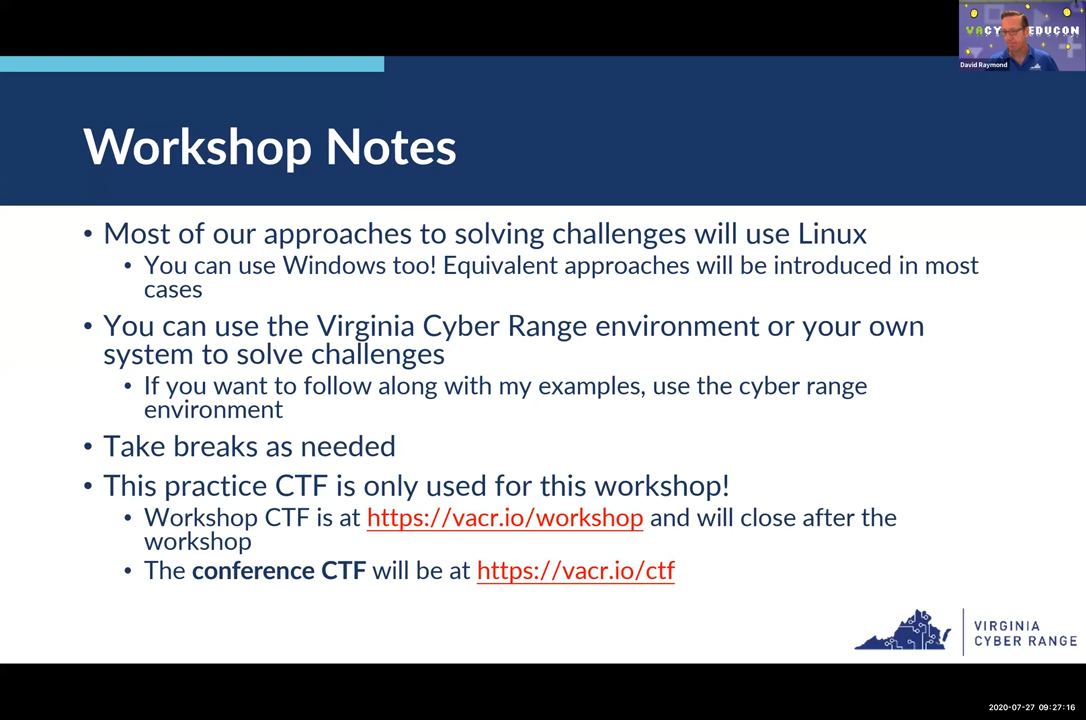 VACY EDUCON
David Raymond
Workshop Notes
• Most of our approaches to solving challenges will use Linux
• You can use Windows too! Equivalent approaches will be introduced in most
cases
• You can use the Virginia Cyber Range environment or your own
system to solve challenges
• If you want to follow along with my examples, use the cyber range
environment
• Take breaks as needed
• This practice CTF is only used for this workshop!
• Workshop CTF is at https://vacr.io/workshop and will close after the
workshop
• The conference CTF will be at https://vacr.io/ctf
VIRGINIA
CYBER RANGE
2020-07-27 09:27:16